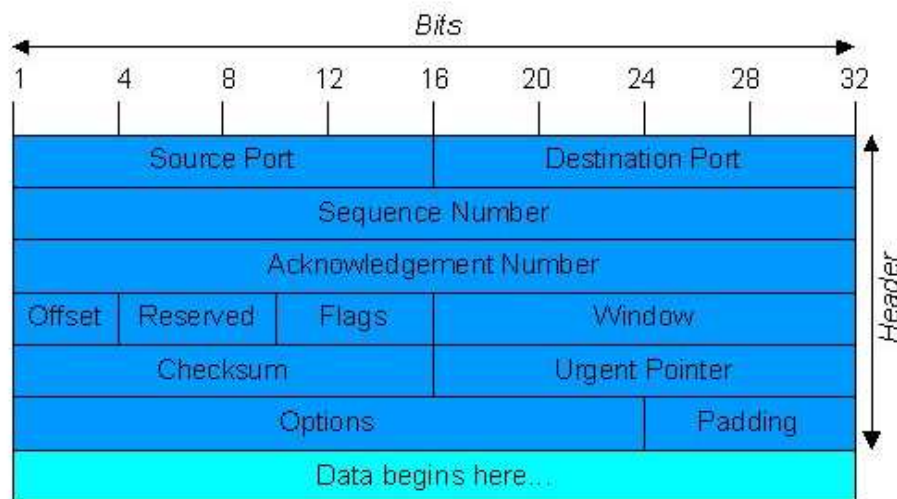 Bits
1 4 8 12 16 20 24 28 32
Source Port Destination Port
Sequence Number
Acknowledgement Number
Offset Reserved Flags Window
Checksum Urgent Pointer
Options Padding
Data begins here...
Header